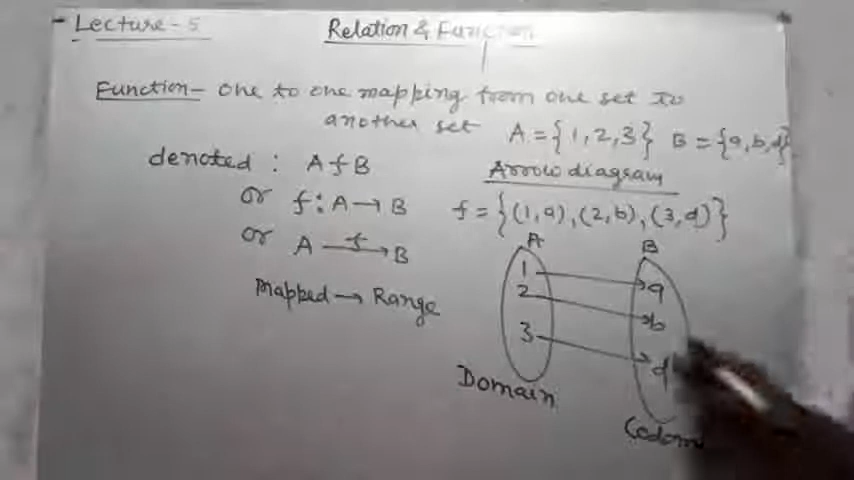 - Lecture - 5
Relation & Function
Function - one to one mapping from one set to
another set A = {1, 2, 3} B = {a, b, d}
denoted : A f B
Arrow diagram
or f : A → B
f = {(1, a), (2, b), (3, d)}
or A —f→ B
A B
1 a
2 b
3 d
Mapped → Range
Domain